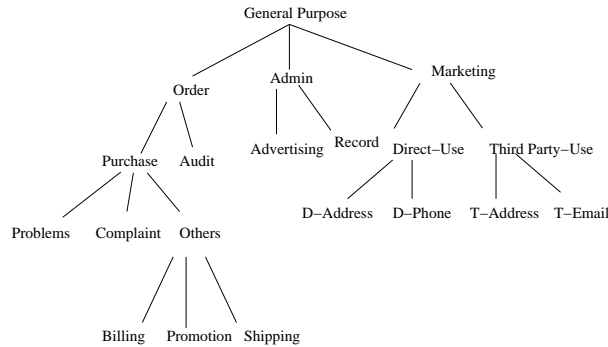 General Purpose
Order
Admin
Marketing
Purchase
Audit
Advertising
Record
Direct−Use
Third Party−Use
Problems
Complaint
Others
D−Address
D−Phone
T−Address
T−Email
Billing
Promotion
Shipping